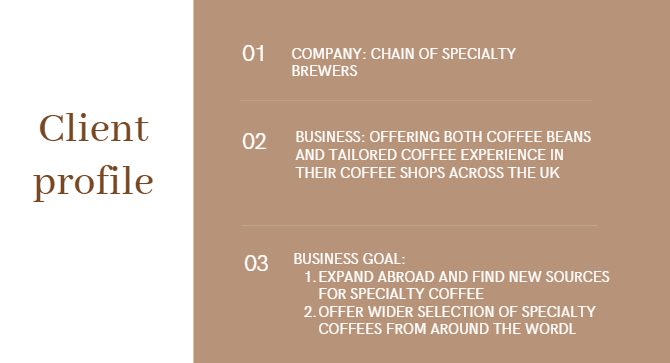 Client
profile
01
COMPANY: CHAIN OF SPECIALTY
BREWERS
02
BUSINESS: OFFERING BOTH COFFEE BEANS
AND TAILORED COFFEE EXPERIENCE IN
THEIR COFFEE SHOPS ACROSS THE UK
03
BUSINESS GOAL:
1. EXPAND ABROAD AND FIND NEW SOURCES
FOR SPECIALTY COFFEE
2. OFFER WIDER SELECTION OF SPECIALTY
COFFEES FROM AROUND THE WORDL